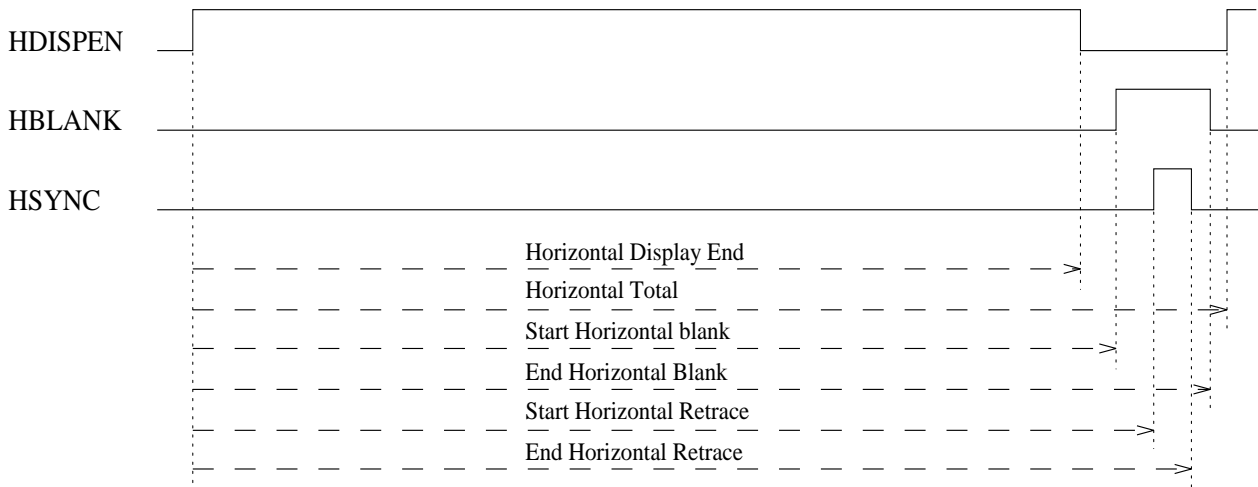 HDISPEN
HBLANK
HSYNC
Horizontal Display End
Horizontal Total
Start Horizontal blank
End Horizontal Blank
Start Horizontal Retrace
End Horizontal Retrace